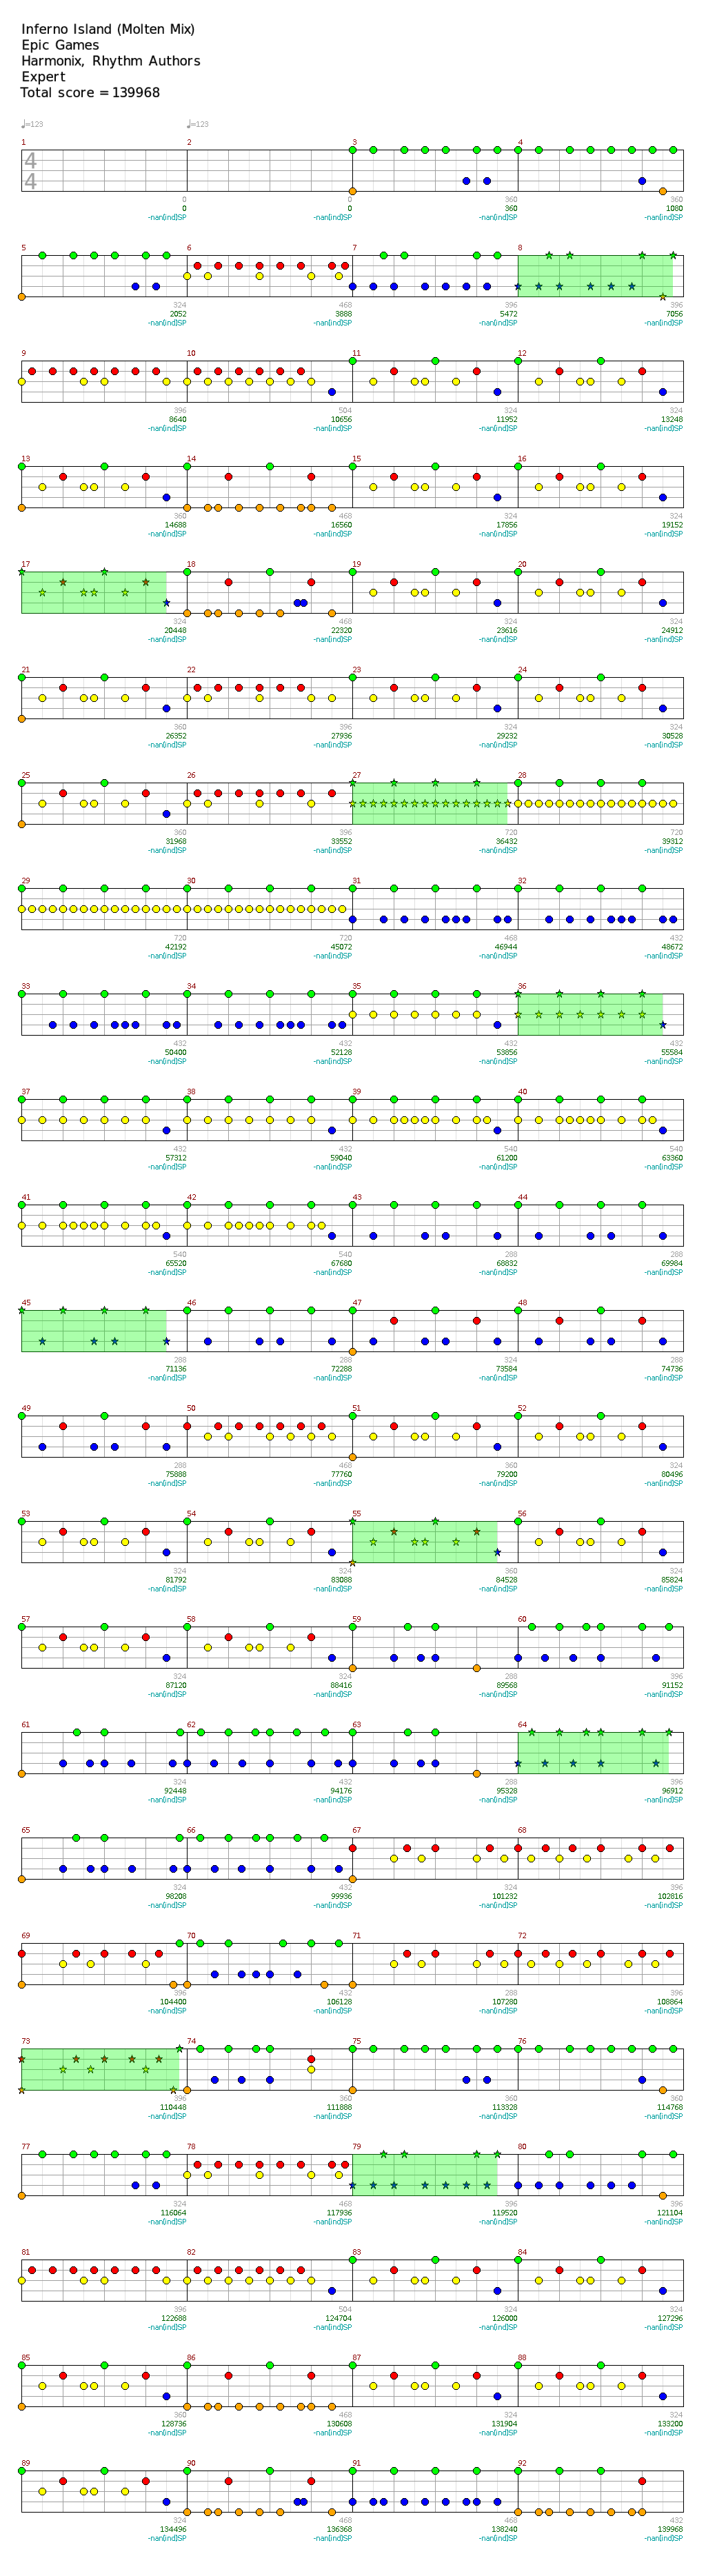 Inferno Island (Molten Mix)
Epic Games
Harmonix, Rhythm Authors
Expert
Total score = 139968
♩=129 ♩=129
1 2 3 4
4
4
0 0 360 360
0 0 360 1080
-nan(ind)SP -nan(ind)SP -nan(ind)SP -nan(ind)SP
5 6 7 8
324 468 396 396
2052 3888 5472 7056
-nan(ind)SP -nan(ind)SP -nan(ind)SP -nan(ind)SP
9 10 11 12
396 504 324 324
8640 10656 11952 13248
-nan(ind)SP -nan(ind)SP -nan(ind)SP -nan(ind)SP
13 14 15 16
360 468 324 324
14688 16560 17856 19152
-nan(ind)SP -nan(ind)SP -nan(ind)SP -nan(ind)SP
17 18 19 20
324 468 324 324
20448 22320 23616 24912
-nan(ind)SP -nan(ind)SP -nan(ind)SP -nan(ind)SP
21 22 23 24
360 396 324 324
26352 27936 29232 30528
-nan(ind)SP -nan(ind)SP -nan(ind)SP -nan(ind)SP
25 26 27 28
360 396 720 720
31968 33552 36432 39312
-nan(ind)SP -nan(ind)SP -nan(ind)SP -nan(ind)SP
29 30 31 32
720 720 468 432
42192 45072 46944 48672
-nan(ind)SP -nan(ind)SP -nan(ind)SP -nan(ind)SP
33 34 35 36
432 432 432 432
50400 52128 53856 55584
-nan(ind)SP -nan(ind)SP -nan(ind)SP -nan(ind)SP
37 38 39 40
432 432 540 540
57312 59040 61200 63360
-nan(ind)SP -nan(ind)SP -nan(ind)SP -nan(ind)SP
41 42 43 44
540 540 288 288
65520 67680 68832 69984
-nan(ind)SP -nan(ind)SP -nan(ind)SP -nan(ind)SP
45 46 47 48
288 288 324 288
71136 72288 73584 74736
-nan(ind)SP -nan(ind)SP -nan(ind)SP -nan(ind)SP
49 50 51 52
288 468 360 324
75888 77760 79200 80496
-nan(ind)SP -nan(ind)SP -nan(ind)SP -nan(ind)SP
53 54 55 56
324 324 360 324
81792 83088 84528 85824
-nan(ind)SP -nan(ind)SP -nan(ind)SP -nan(ind)SP
57 58 59 60
324 324 288 396
87120 88416 89568 91152
-nan(ind)SP -nan(ind)SP -nan(ind)SP -nan(ind)SP
61 62 63 64
324 432 288 396
92448 94176 95328 96912
-nan(ind)SP -nan(ind)SP -nan(ind)SP -nan(ind)SP
65 66 67 68
324 432 324 396
98208 99936 101232 102816
-nan(ind)SP -nan(ind)SP -nan(ind)SP -nan(ind)SP
69 70 71 72
396 432 288 396
104400 106128 107280 108864
-nan(ind)SP -nan(ind)SP -nan(ind)SP -nan(ind)SP
73 74 75 76
396 360 360 360
110448 111888 113328 114768
-nan(ind)SP -nan(ind)SP -nan(ind)SP -nan(ind)SP
77 78 79 80
324 468 396 396
116064 117936 119520 121104
-nan(ind)SP -nan(ind)SP -nan(ind)SP -nan(ind)SP
81 82 83 84
396 504 324 324
122688 124704 126000 127296
-nan(ind)SP -nan(ind)SP -nan(ind)SP -nan(ind)SP
85 86 87 88
360 468 324 324
128736 130608 131904 133200
-nan(ind)SP -nan(ind)SP -nan(ind)SP -nan(ind)SP
89 90 91 92
324 468 468 432
134496 136368 138240 139968
-nan(ind)SP -nan(ind)SP -nan(ind)SP -nan(ind)SP